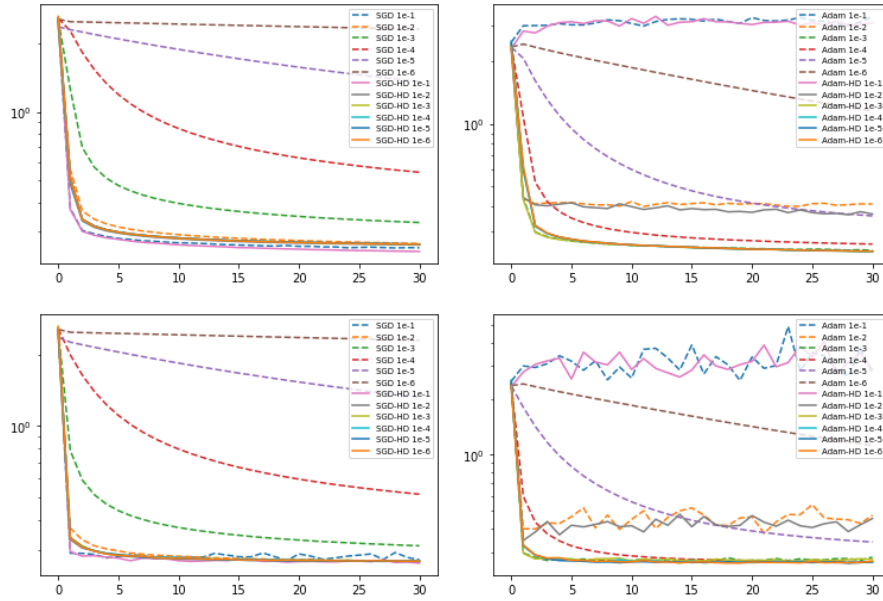 10⁰
0
5
10
15
20
25
30
SGD 1e-1
SGD 1e-2
SGD 1e-3
SGD 1e-4
SGD 1e-5
SGD 1e-6
SGD-HD 1e-1
SGD-HD 1e-2
SGD-HD 1e-3
SGD-HD 1e-4
SGD-HD 1e-5
SGD-HD 1e-6
10⁰
0
5
10
15
20
25
30
Adam 1e-1
Adam 1e-2
Adam 1e-3
Adam 1e-4
Adam 1e-5
Adam 1e-6
Adam-HD 1e-1
Adam-HD 1e-2
Adam-HD 1e-3
Adam-HD 1e-4
Adam-HD 1e-5
Adam-HD 1e-6
10⁰
0
5
10
15
20
25
30
SGD 1e-1
SGD 1e-2
SGD 1e-3
SGD 1e-4
SGD 1e-5
SGD 1e-6
SGD-HD 1e-1
SGD-HD 1e-2
SGD-HD 1e-3
SGD-HD 1e-4
SGD-HD 1e-5
SGD-HD 1e-6
10⁰
0
5
10
15
20
25
30
Adam 1e-1
Adam 1e-2
Adam 1e-3
Adam 1e-4
Adam 1e-5
Adam 1e-6
Adam-HD 1e-1
Adam-HD 1e-2
Adam-HD 1e-3
Adam-HD 1e-4
Adam-HD 1e-5
Adam-HD 1e-6